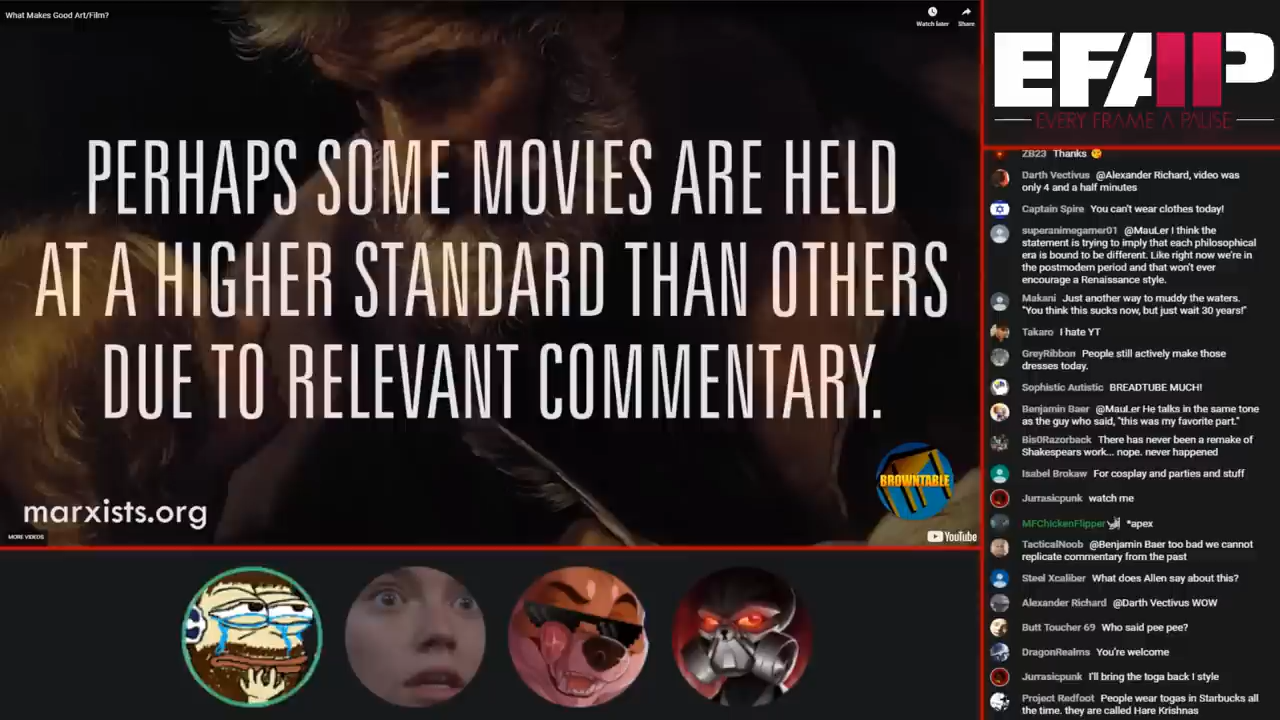 What Makes Good Art/Film?
Watch later
Share
PERHAPS SOME MOVIES ARE HELD
AT A HIGHER STANDARD THAN OTHERS
DUE TO RELEVANT COMMENTARY.
BROWNTABLE
marxists.org
MORE VIDEOS
YouTube
EFAP
EVERY FRAME A PAUSE
ZB23 Thanks
Darth Vectivus @Alexander Richard, video was
only 4 and a half minutes
Captain Spire You can't wear clothes today!
superanimegamer01 @MauLer I think the
statement is trying to imply that each philosophical
era is bound to be different. Like right now we're in
the postmodern period and that won't ever
encourage a Renaissance style.
Makani Just another way to muddy the waters.
"You think this sucks now, but just wait 30 years!"
Takaro I hate YT
GreyRibbon People still actively make those
dresses today.
Sophistic Autistic BREADTUBE MUCH!
Benjamin Baer @MauLer He talks in the same tone
as the guy who said, "this was my favorite part."
Bis0Razorback There has never been a remake of
Shakespears work... nope. never happened
Isabel Brokaw For cosplay and parties and stuff
Jurrasicpunk watch me
MFChickenFlipper *apex
TacticalNoob @Benjamin Baer too bad we cannot
replicate commentary from the past
Steel Xcaliber What does Allen say about this?
Alexander Richard @Darth Vectivus WOW
Butt Toucher 69 Who said pee pee?
DragonRealms You're welcome
Jurrasicpunk I'll bring the toga back I style
Project Redfoot People wear togas in Starbucks all
the time. they are called Hare Krishnas